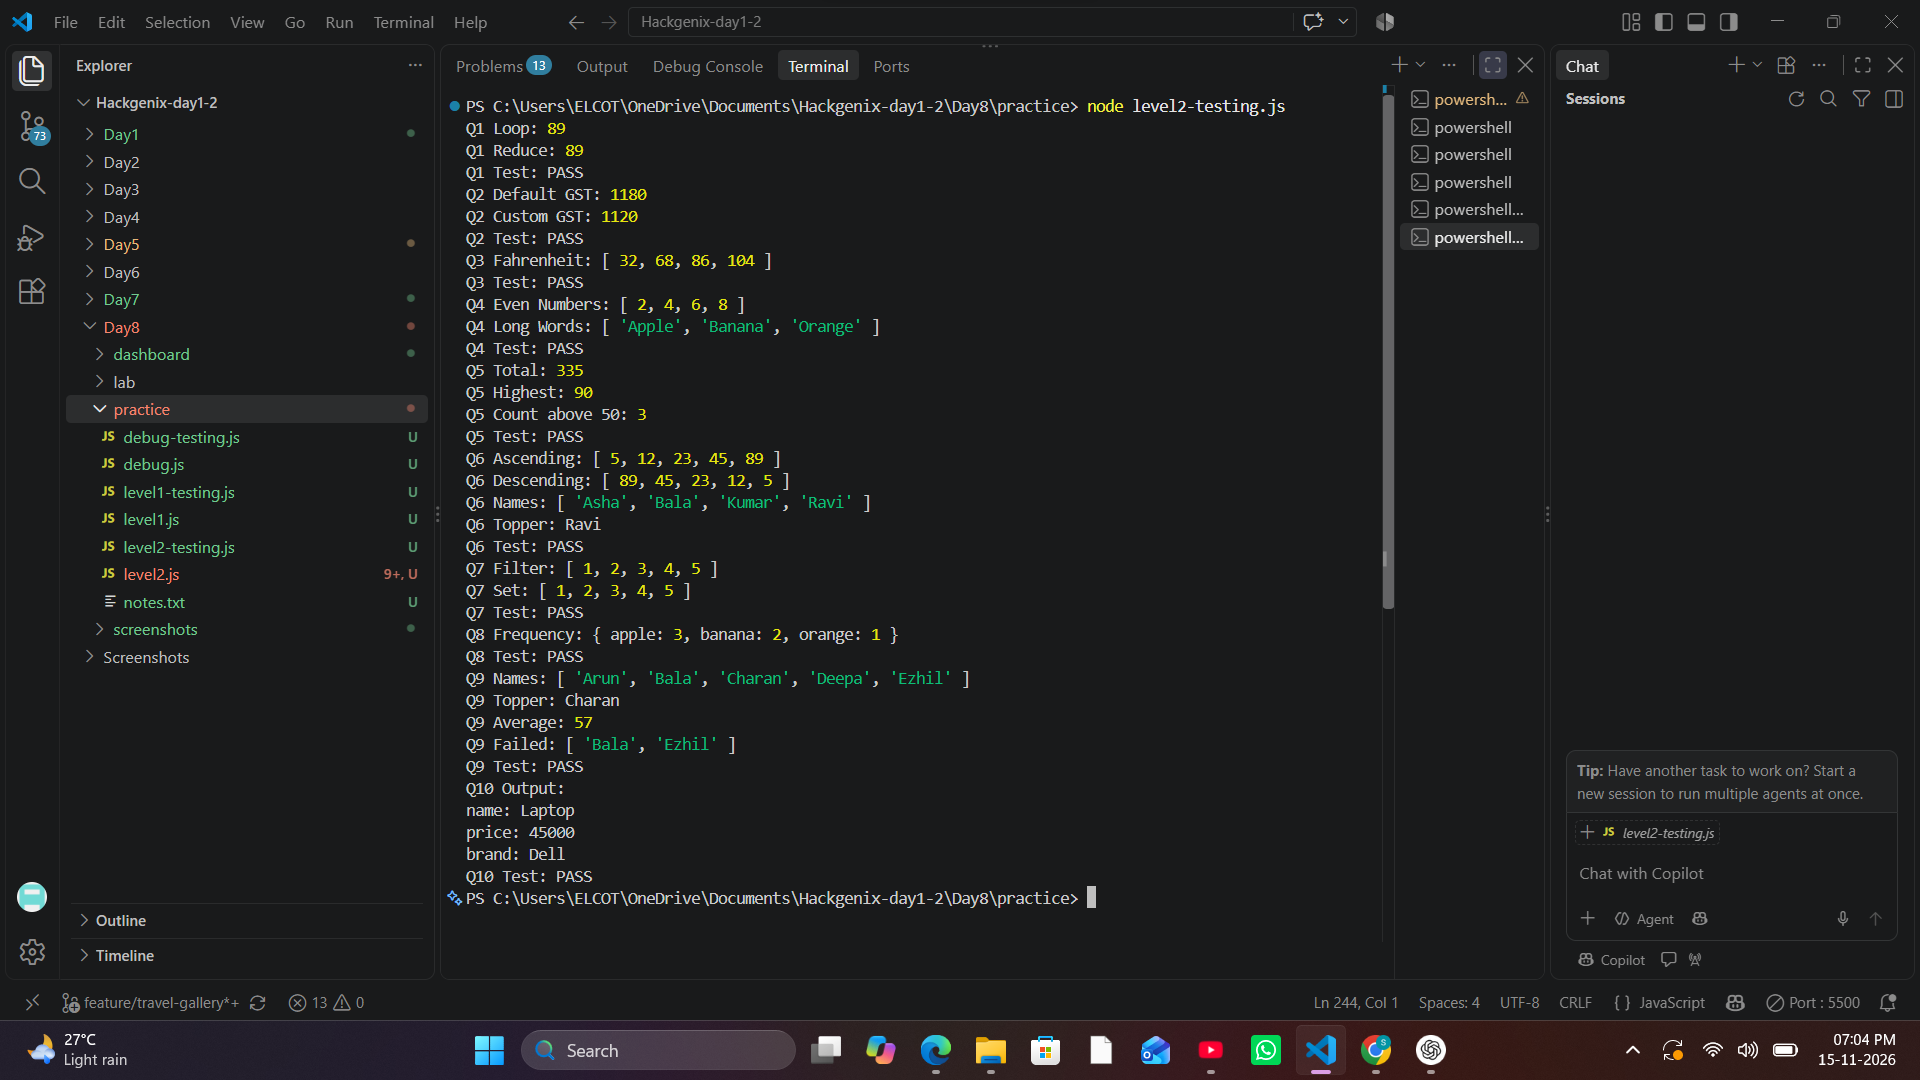 File Edit Selection View Go Run Terminal Help
Hackgenix-day1-2
Explorer
Hackgenix-day1-2
Day1
Day2
Day3
Day4
Day5
Day6
Day7
Day8
dashboard
lab
practice
JS debug-testing.js U
JS debug.js U
JS level1-testing.js U
JS level1.js U
JS level2-testing.js U
JS level2.js 9+, U
notes.txt U
screenshots
Screenshots
Outline
Timeline
73
Problems 13 Output Debug Console Terminal Ports
PS C:\Users\ELCOT\OneDrive\Documents\Hackgenix-day1-2\Day8\practice> node level2-testing.js
Q1 Loop: 89
Q1 Reduce: 89
Q1 Test: PASS
Q2 Default GST: 1180
Q2 Custom GST: 1120
Q2 Test: PASS
Q3 Fahrenheit: [ 32, 68, 86, 104 ]
Q3 Test: PASS
Q4 Even Numbers: [ 2, 4, 6, 8 ]
Q4 Long Words: [ 'Apple', 'Banana', 'Orange' ]
Q4 Test: PASS
Q5 Total: 335
Q5 Highest: 90
Q5 Count above 50: 3
Q5 Test: PASS
Q6 Ascending: [ 5, 12, 23, 45, 89 ]
Q6 Descending: [ 89, 45, 23, 12, 5 ]
Q6 Names: [ 'Asha', 'Bala', 'Kumar', 'Ravi' ]
Q6 Topper: Ravi
Q6 Test: PASS
Q7 Filter: [ 1, 2, 3, 4, 5 ]
Q7 Set: [ 1, 2, 3, 4, 5 ]
Q7 Test: PASS
Q8 Frequency: { apple: 3, banana: 2, orange: 1 }
Q8 Test: PASS
Q9 Names: [ 'Arun', 'Bala', 'Charan', 'Deepa', 'Ezhil' ]
Q9 Topper: Charan
Q9 Average: 57
Q9 Failed: [ 'Bala', 'Ezhil' ]
Q9 Test: PASS
Q10 Output:
name: Laptop
price: 45000
brand: Dell
Q10 Test: PASS
PS C:\Users\ELCOT\OneDrive\Documents\Hackgenix-day1-2\Day8\practice>
powersh...
powershell
powershell
powershell
powershell...
powershell...
Chat
Sessions
Tip: Have another task to work on? Start a
new session to run multiple agents at once.
JS level2-testing.js
Chat with Copilot
Agent
Copilot
feature/travel-gallery*+ 13 0
Ln 244, Col 1 Spaces: 4 UTF-8 CRLF { } JavaScript Port : 5500
27°C
Light rain
Search
07:04 PM
15-11-2026